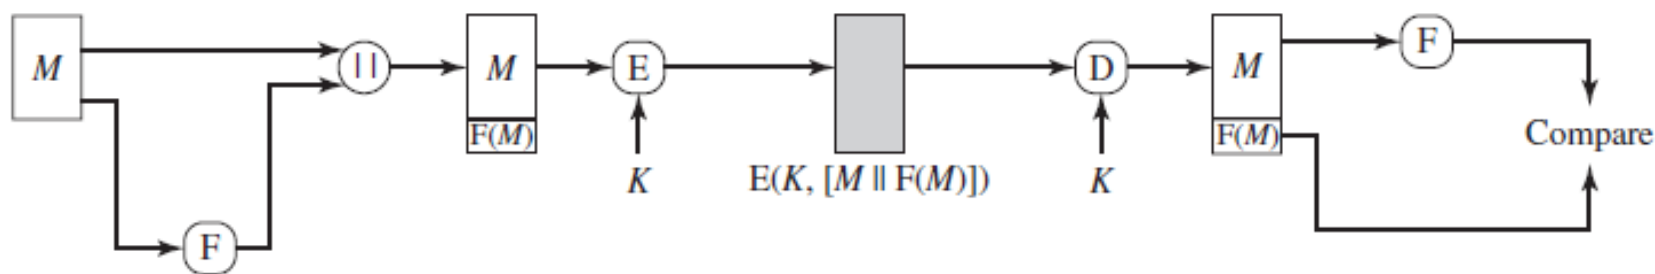 M
||
M
F(M)
E
K
E(K, [M || F(M)])
D
K
M
F(M)
F
Compare
F